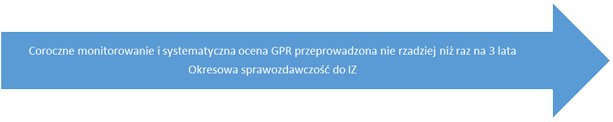 Coroczne monitorowanie i systematyczna ocena GPR przeprowadzona nie rzadziej niż raz na 3 lata
Okresowa sprawozdawczość do IZ